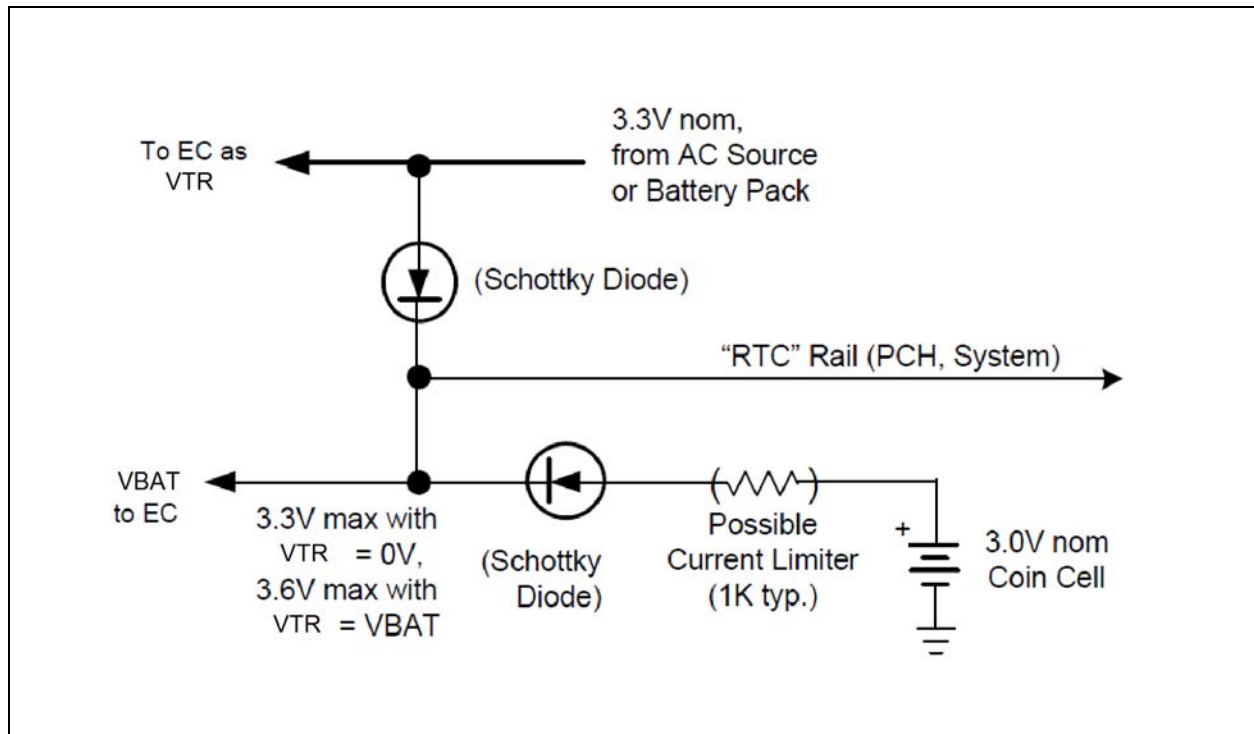 To EC as
VTR
3.3V nom,
from AC Source
or Battery Pack
(Schottky Diode)
“RTC” Rail (PCH, System)
VBAT
to EC
3.3V max with
VTR = 0V,
3.6V max with
VTR = VBAT
(Schottky
Diode)
( )
Possible
Current Limiter
(1K typ.)
+
3.0V nom
Coin Cell